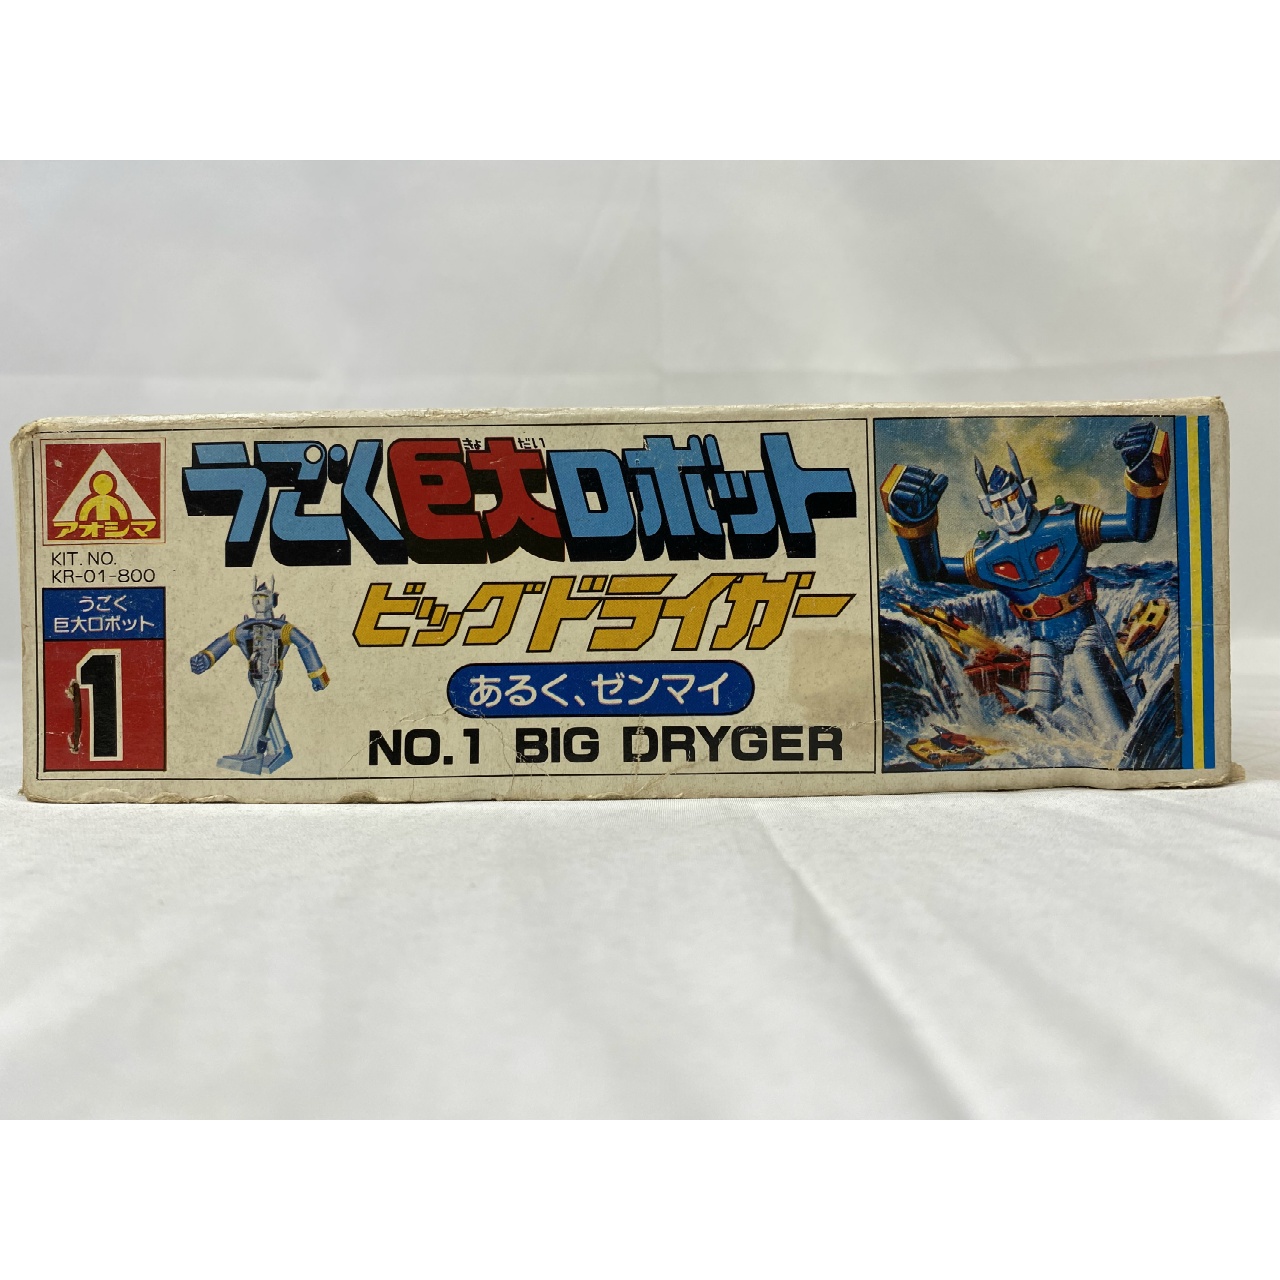 アオシマ
KIT. NO.
KR-01-800
うごく
巨大ロボット
1
きょ だい
うごく巨大ロボット
ビッグドライガー
あるく、ゼンマイ
NO.1 BIG DRYGER